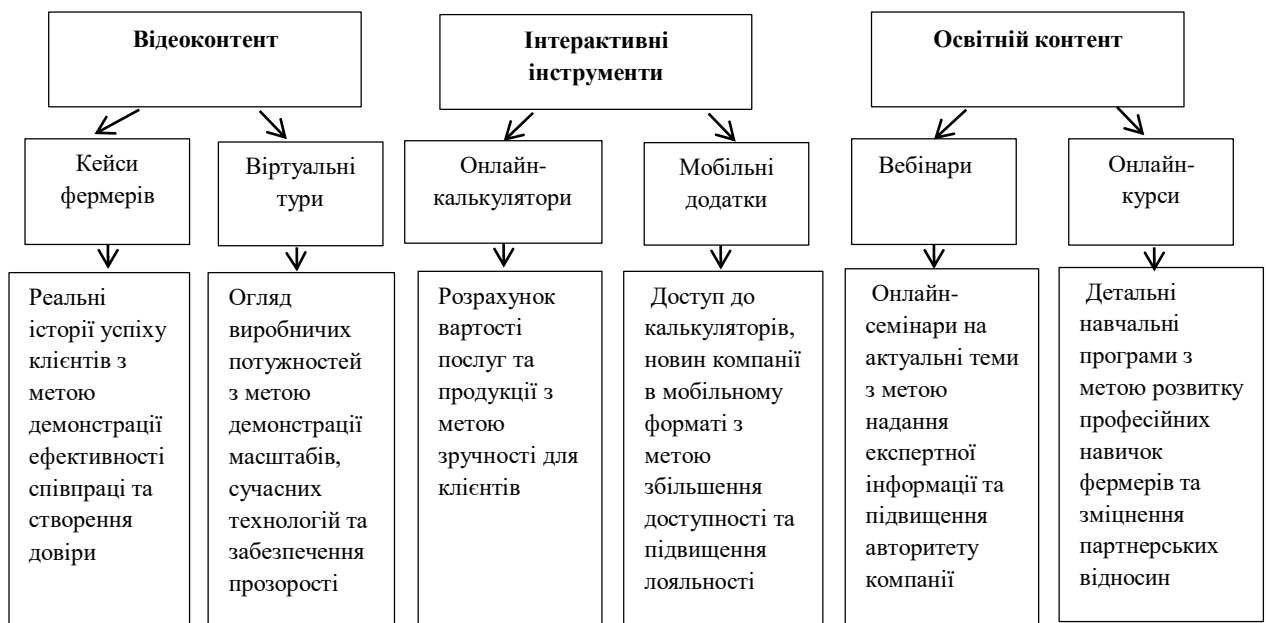 Відеоконтент
Інтерактивні
інструменти
Освітній контент
Кейси
фермерів
Віртуальні
тури
Онлайн-
калькулятори
Мобільні
додатки
Вебінари
Онлайн-
курси
Реальні
історії успіху
клієнтів з
метою
демонстрації
ефективності
співпраці та
створення
довіри
Огляд
виробничих
потужностей
з метою
демонстрації
масштабів,
сучасних
технологій та
забезпечення
прозорості
Розрахунок
вартості
послуг та
продукції з
метою
зручності для
клієнтів
Доступ до
калькуляторів,
новин компанії
в мобільному
форматі з
метою
збільшення
доступності та
підвищення
лояльності
Онлайн-
семінари на
актуальні теми
з метою
надання
експертної
інформації та
підвищення
авторитету
компанії
Детальні
навчальні
програми з
метою розвитку
професійних
навичок
фермерів та
зміцнення
партнерських
відносин